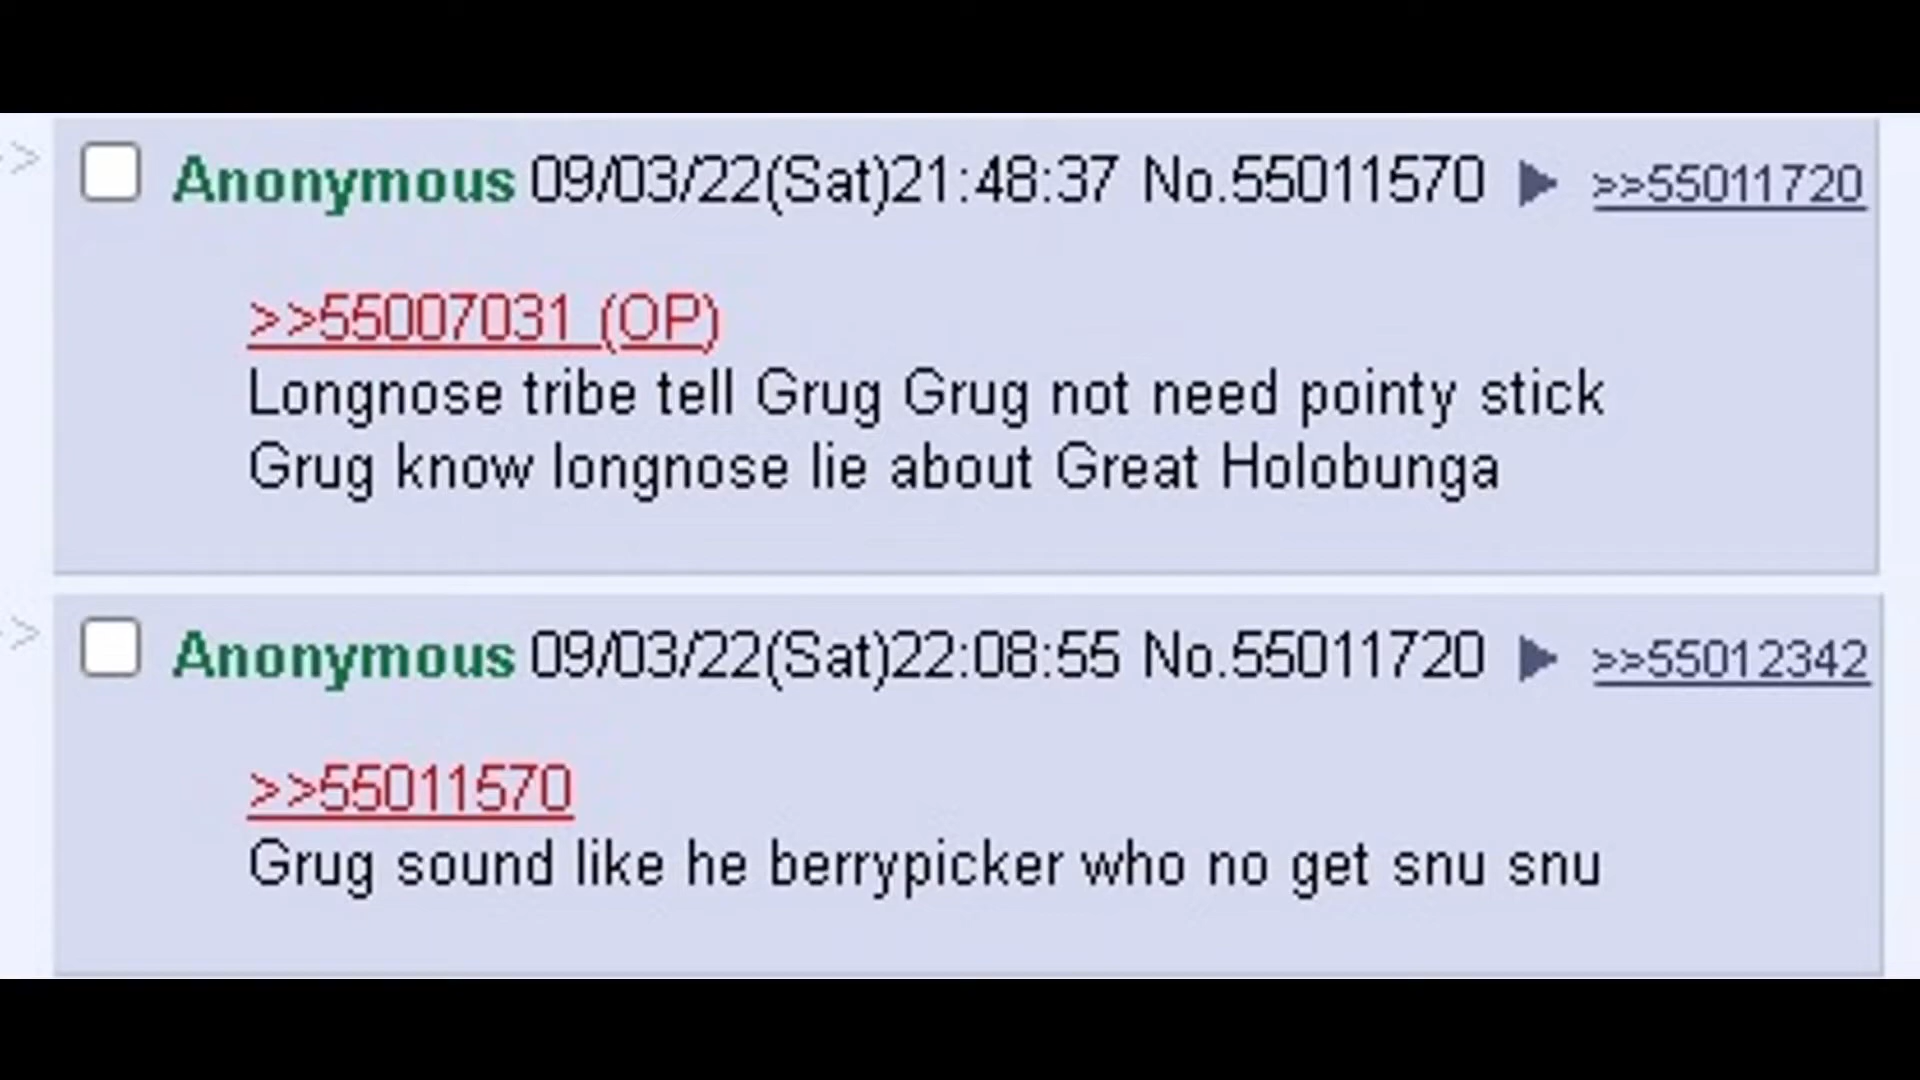 Anonymous 09/03/22(Sat)21:48:37 No.55011570 ▶ >>55011720
>>55007031 (OP)
Longnose tribe tell Grug Grug not need pointy stick
Grug know longnose lie about Great Holobunga
Anonymous 09/03/22(Sat)22:08:55 No.55011720 ▶ >>55012342
>>55011570
Grug sound like he berrypicker who no get snu snu